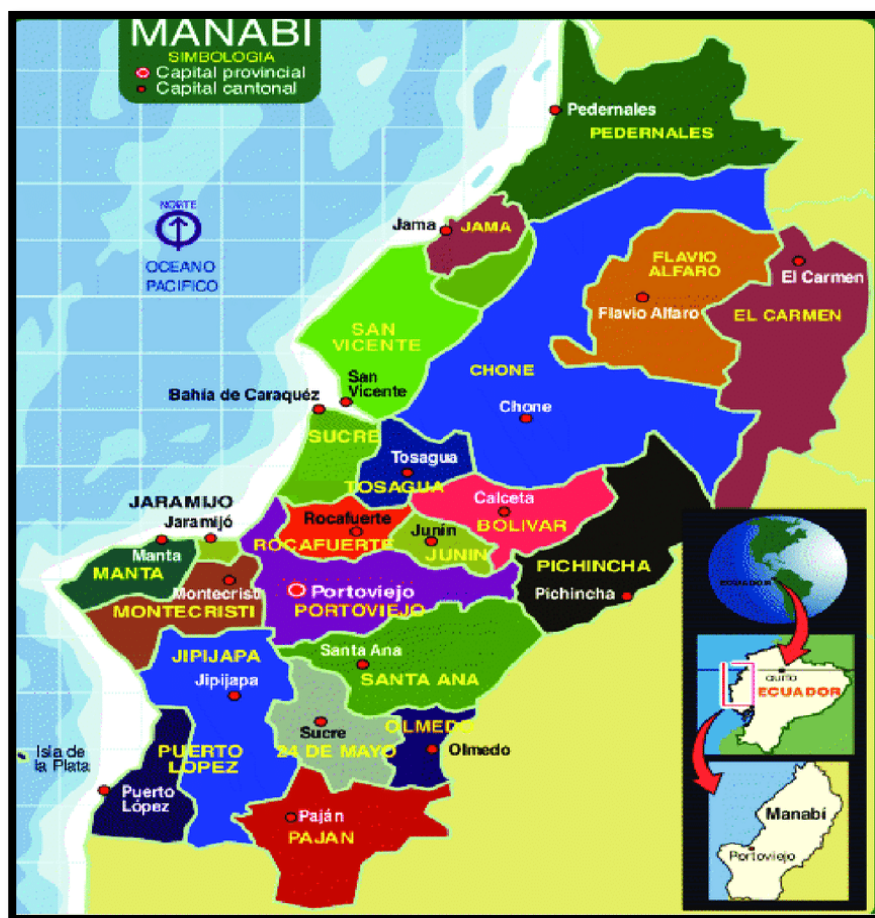 MANABI
SIMBOLOGIA
Capital provincial
Capital cantonal
Pedernales
PEDERNALES
NORTE
OCEANO
PACIFICO
Jama
JAMA
FLAVIO
ALFARO
El Carmen
Flavio Alfaro
EL CARMEN
SAN
VICENTE
CHONE
San
Vicente
Bahía de Caraquéz
Chone
SUCRE
Tosagua
TOSAGUA
Calceta
BOLIVAR
JARAMIJO
Jaramijó
Rocafuerte
ROCAFUERTE
Junín
JUNIN
Manta
MANTA
PICHINCHA
Pichincha
Montecristi
MONTECRISTI
Portoviejo
PORTOVIEJO
ECUADOR
JIPIJAPA
Jipijapa
Santa Ana
SANTA ANA
QUITO
ECUADOR
Sucre
24 DE MAYO
OLMEDO
Olmedo
Isla de
la Plata
PUERTO
LOPEZ
Puerto
López
Paján
PAJAN
Manabí
Portoviejo